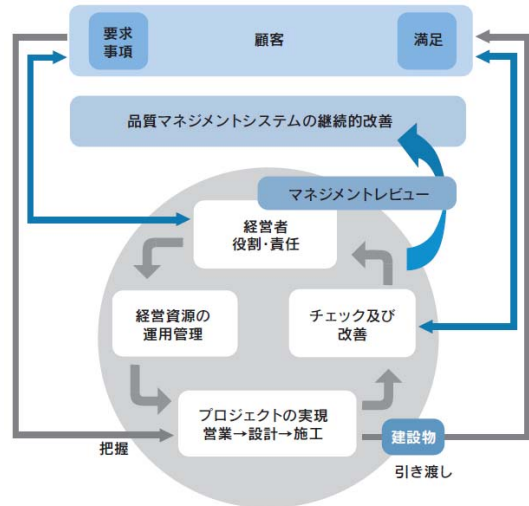 要求
事項
顧客
満足
品質マネジメントシステムの継続的改善
マネジメントレビュー
経営者
役割・責任
経営資源の
運用管理
チェック及び
改善
プロジェクトの実現
営業→設計→施工
建設物
把握
引き渡し